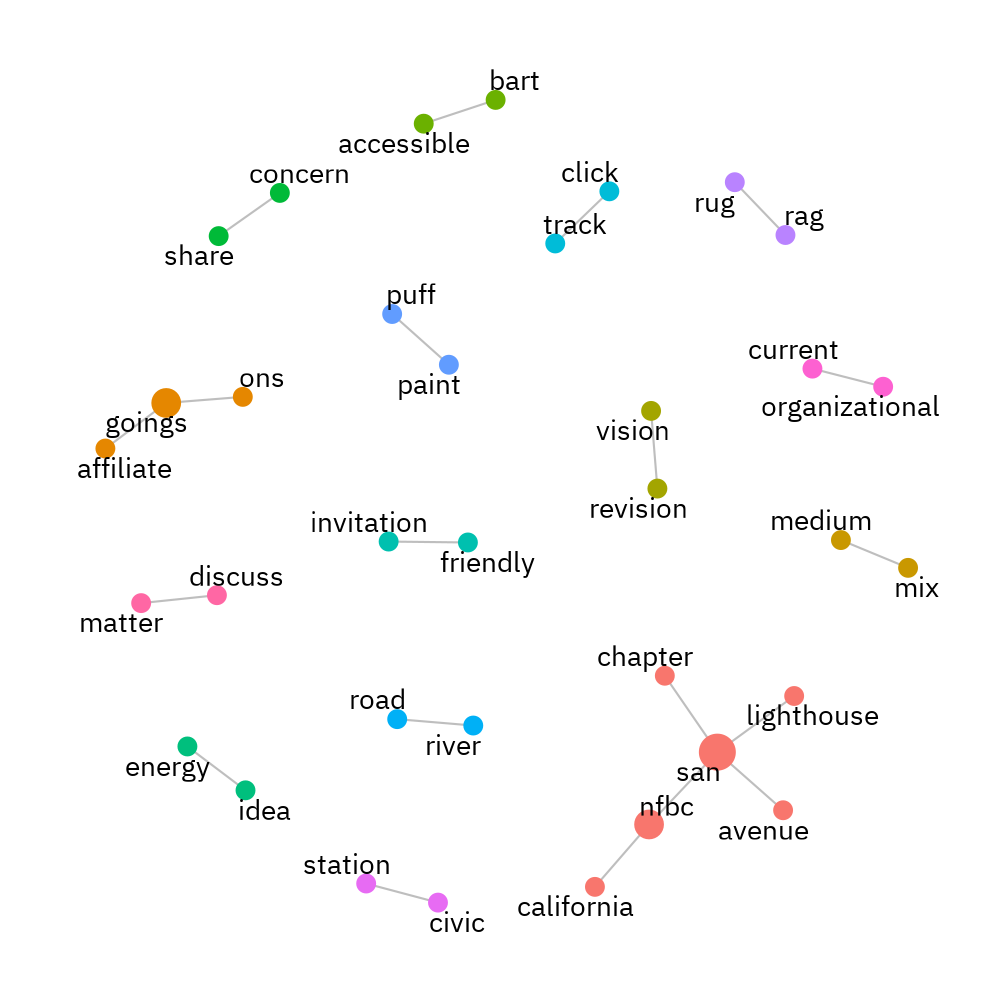 bart
accessible
concern
click
rug
rag
track
share
puff
current
ons
paint
organizational
goings
vision
affiliate
revision
medium
invitation
friendly
discuss
mix
matter
chapter
road
lighthouse
river
energy
san
nfbc
idea
avenue
station
california
civic